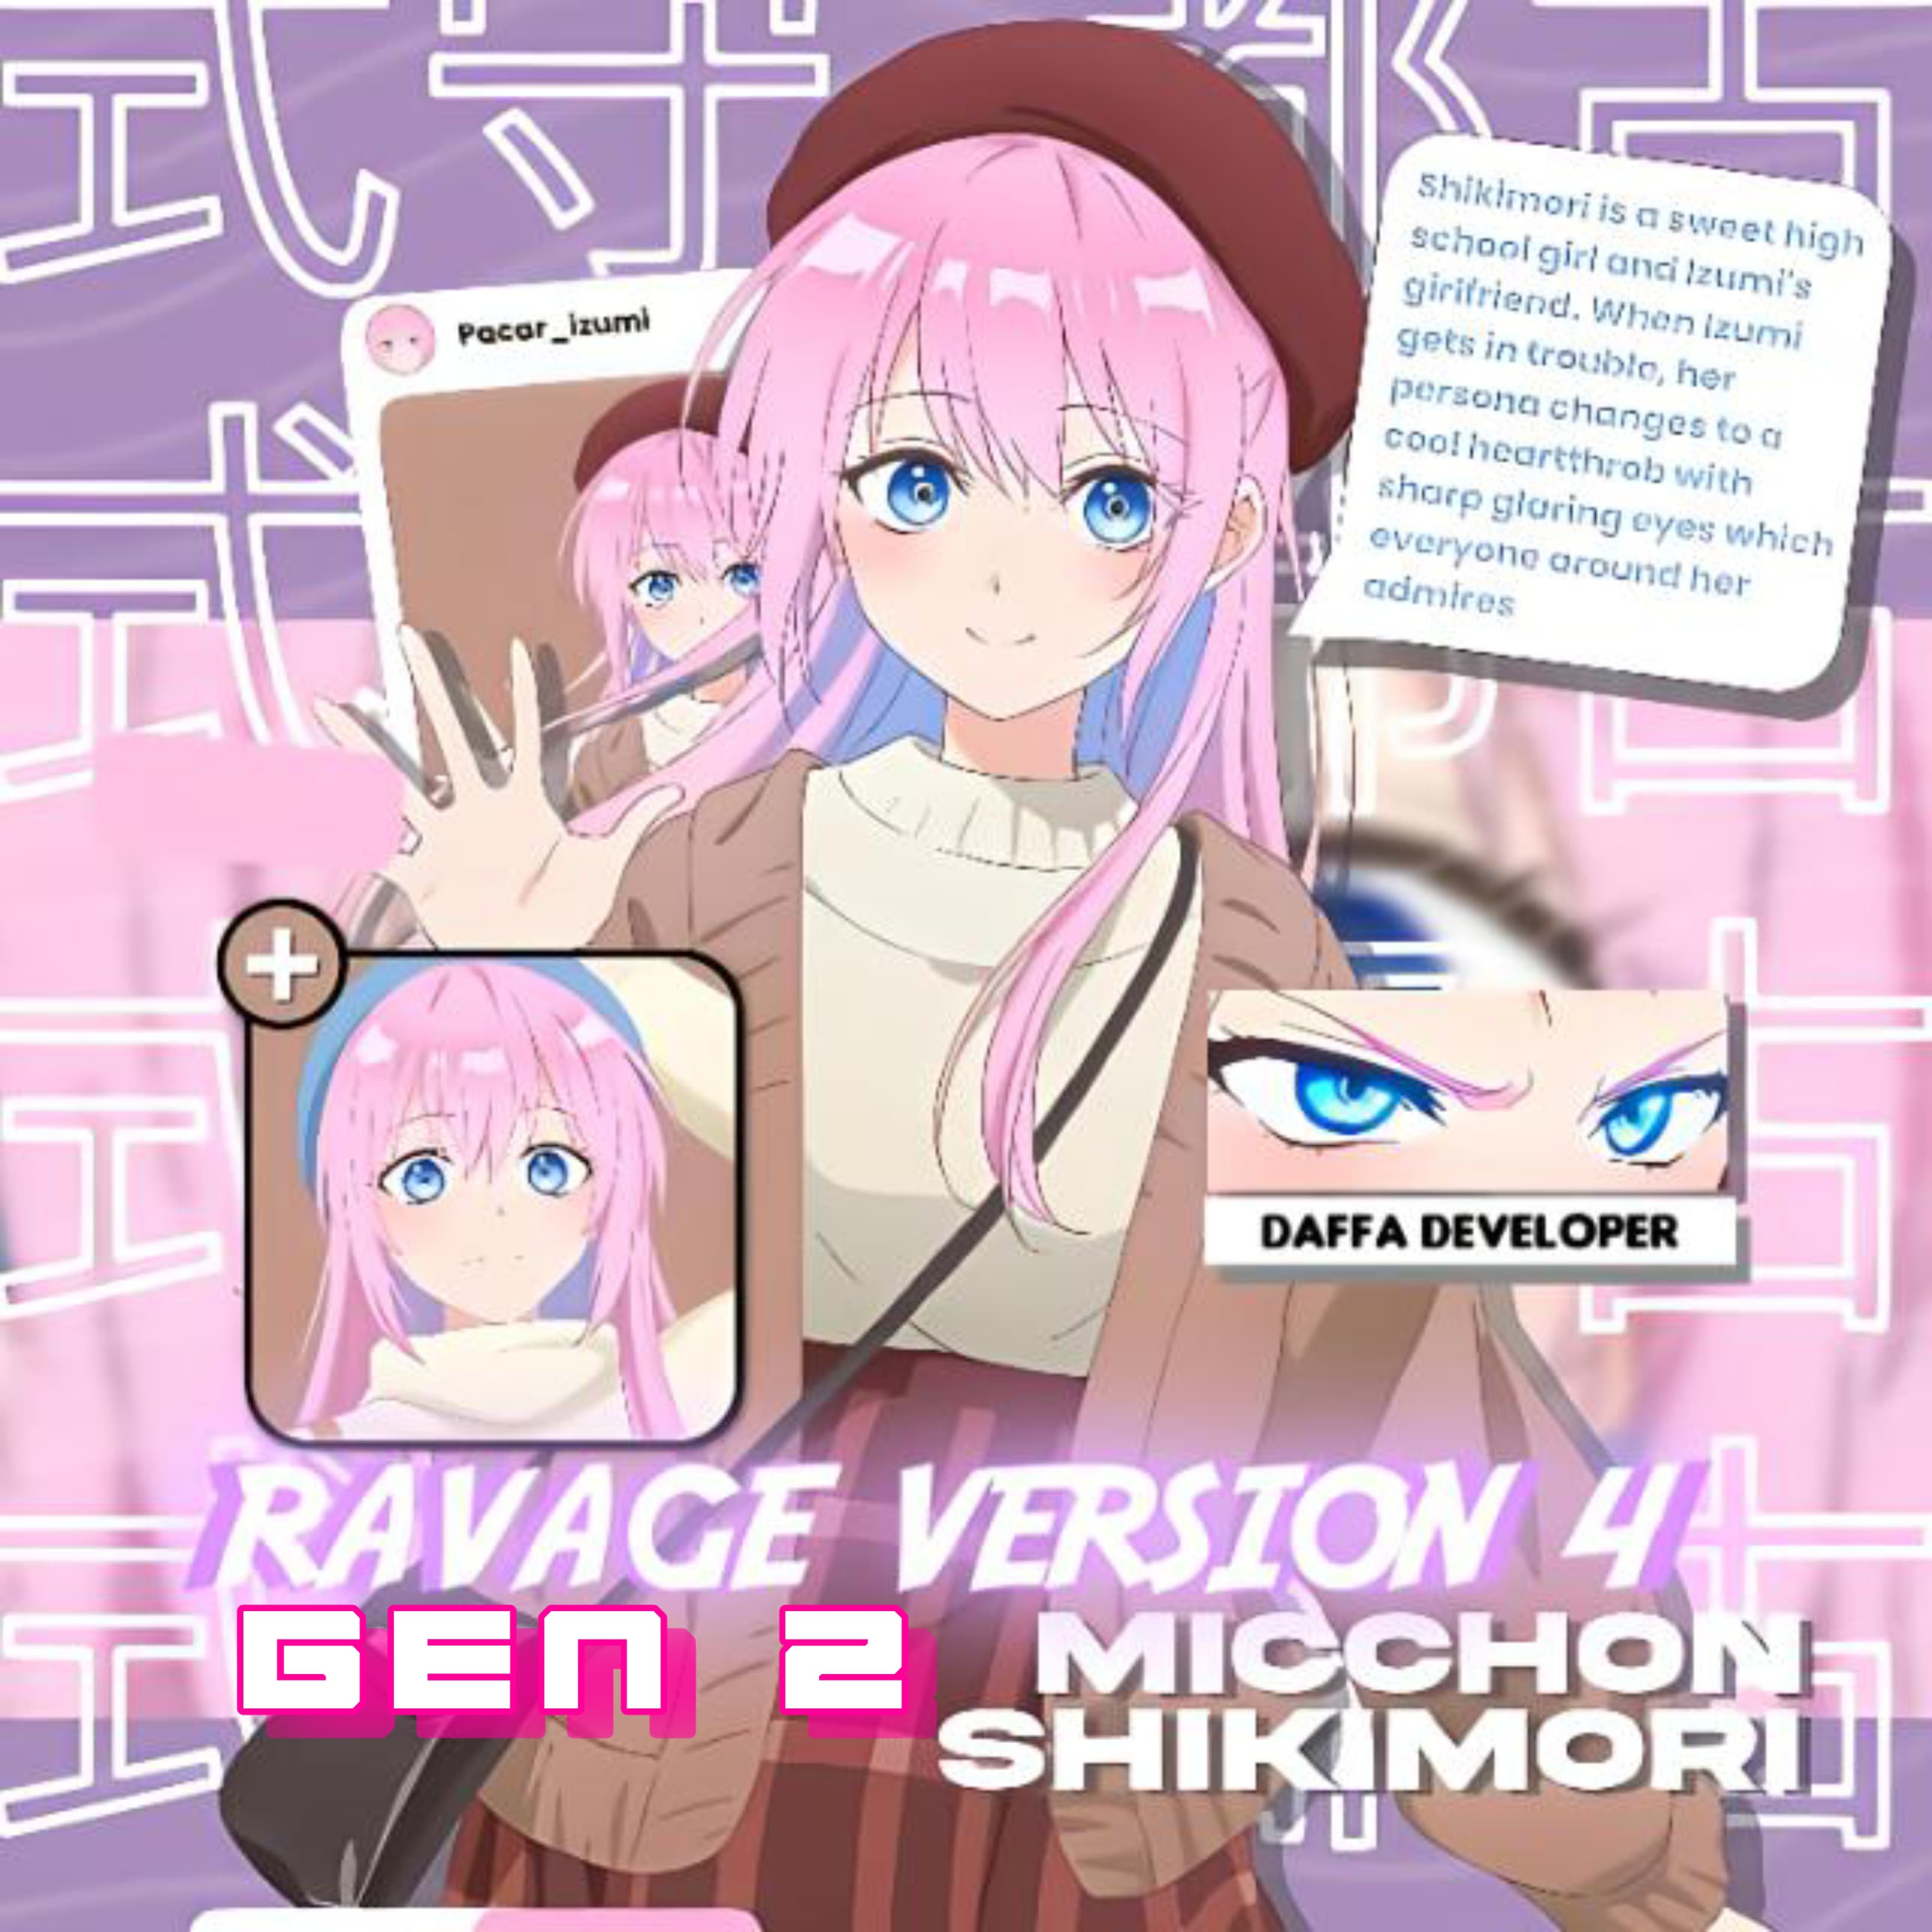 Pacar_izumi
Shikimori is a sweet high
school girl and Izumi's
girlfriend. When Izumi
gets in trouble, her
persona changes to a
cool heartthrob with
sharp glaring eyes which
everyone around her
admires
DAFFA DEVELOPER
RAVAGE VERSION 4
GEN 2
MICCHON
SHIKIMORI